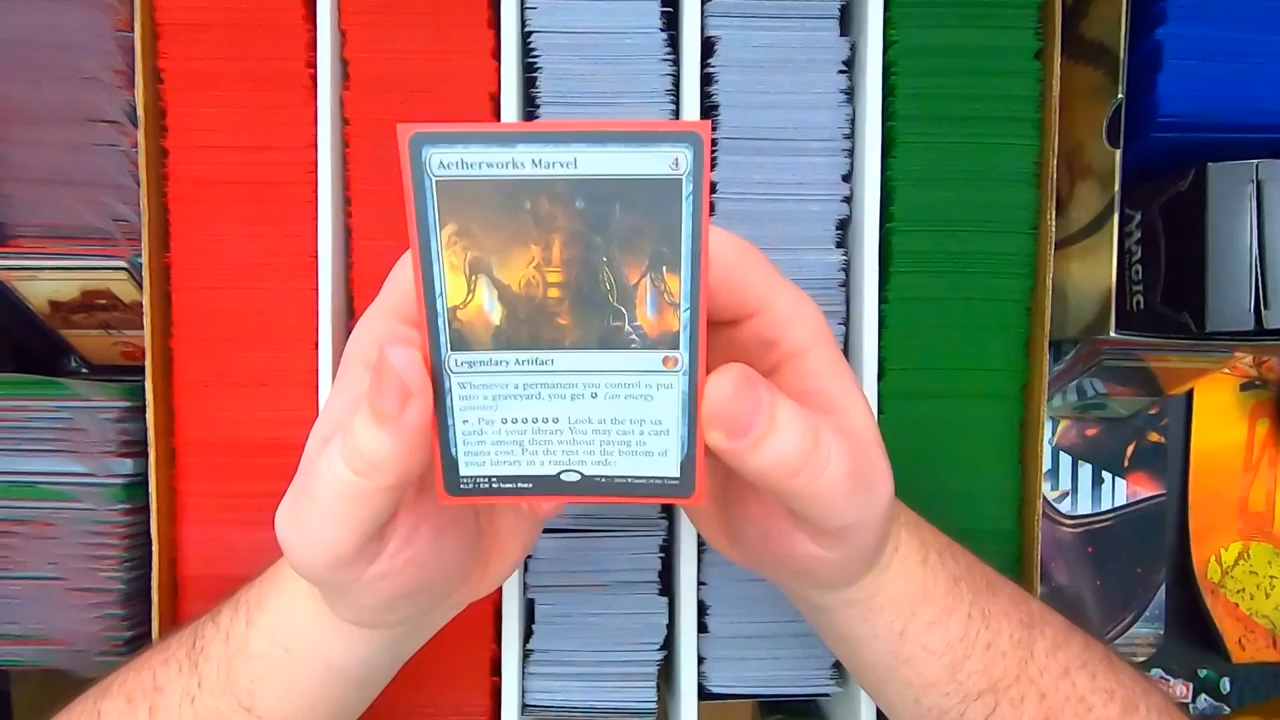 Aetherworks Marvel 4
Legendary Artifact
Whenever a permanent you control is put
into a graveyard, you get (an energy
counter)
, Pay Look at the top six
cards of your library You may cast a card
from among them without paying its
mana cost. Put the rest on the bottom of
your library in a random order.
KLD • EN
MAGIC